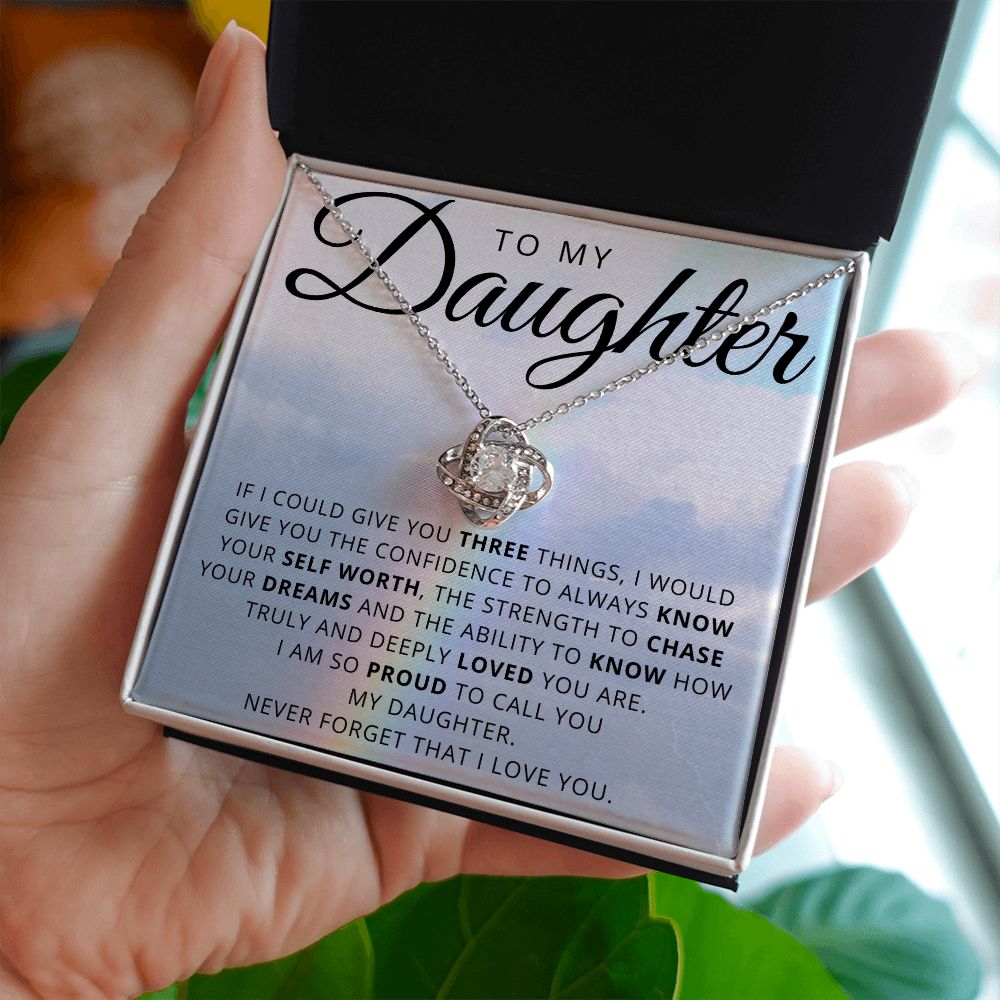 TO MY
Daughter
IF I COULD GIVE YOU THREE THINGS, I WOULD
GIVE YOU THE CONFIDENCE TO ALWAYS KNOW
YOUR SELF WORTH, THE STRENGTH TO CHASE
YOUR DREAMS AND THE ABILITY TO KNOW HOW
TRULY AND DEEPLY LOVED YOU ARE.
I AM SO PROUD TO CALL YOU
MY DAUGHTER.
NEVER FORGET THAT I LOVE YOU.